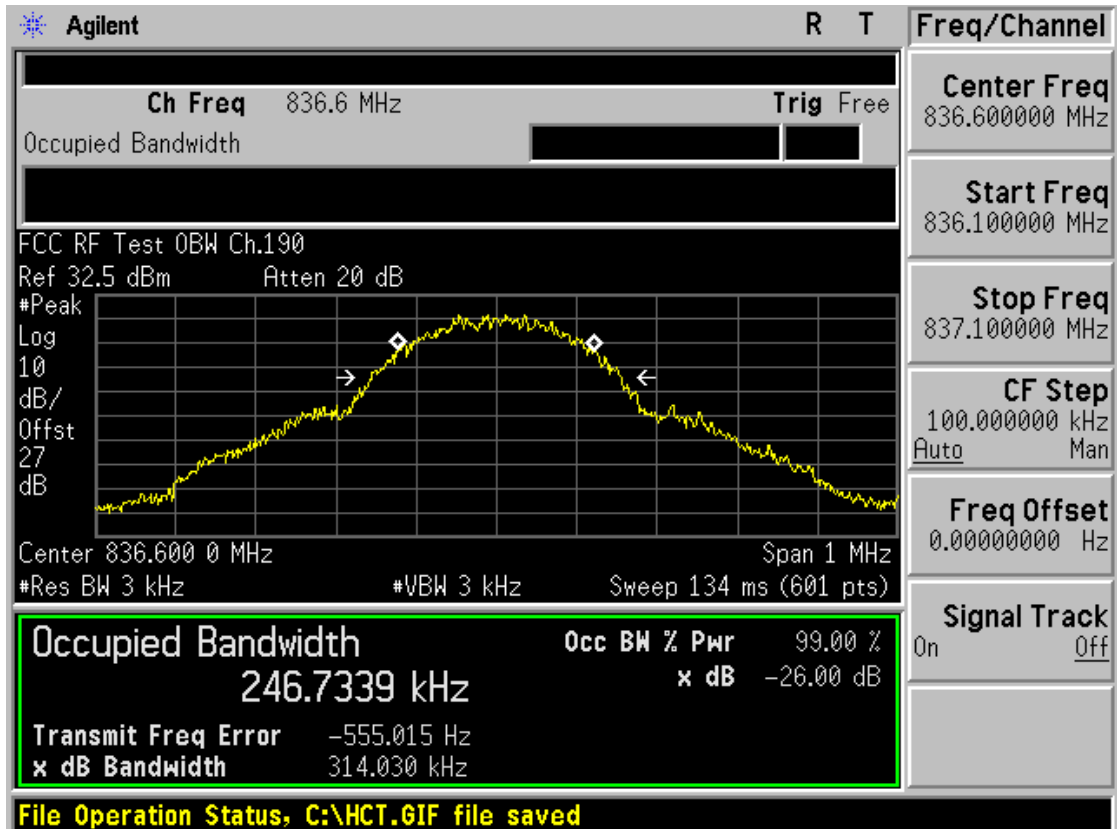 Agilent R T Freq/Channel
Ch Freq 836.6 MHz Trig Free
Occupied Bandwidth
Center Freq
836.600000 MHz
Start Freq
836.100000 MHz
FCC RF Test OBW Ch.190
Ref 32.5 dBm Atten 20 dB
#Peak
Log
10
dB/
Offst
27
dB
Stop Freq
837.100000 MHz
CF Step
100.000000 kHz
Auto Man
Freq Offset
0.00000000 Hz
Center 836.600 0 MHz Span 1 MHz
#Res BW 3 kHz #VBW 3 kHz Sweep 134 ms (601 pts)
Signal Track
On Off
Occupied Bandwidth
246.7339 kHz
Occ BW % Pwr 99.00 %
x dB -26.00 dB
Transmit Freq Error -555.015 Hz
x dB Bandwidth 314.030 kHz
File Operation Status, C:\HCT.GIF file saved